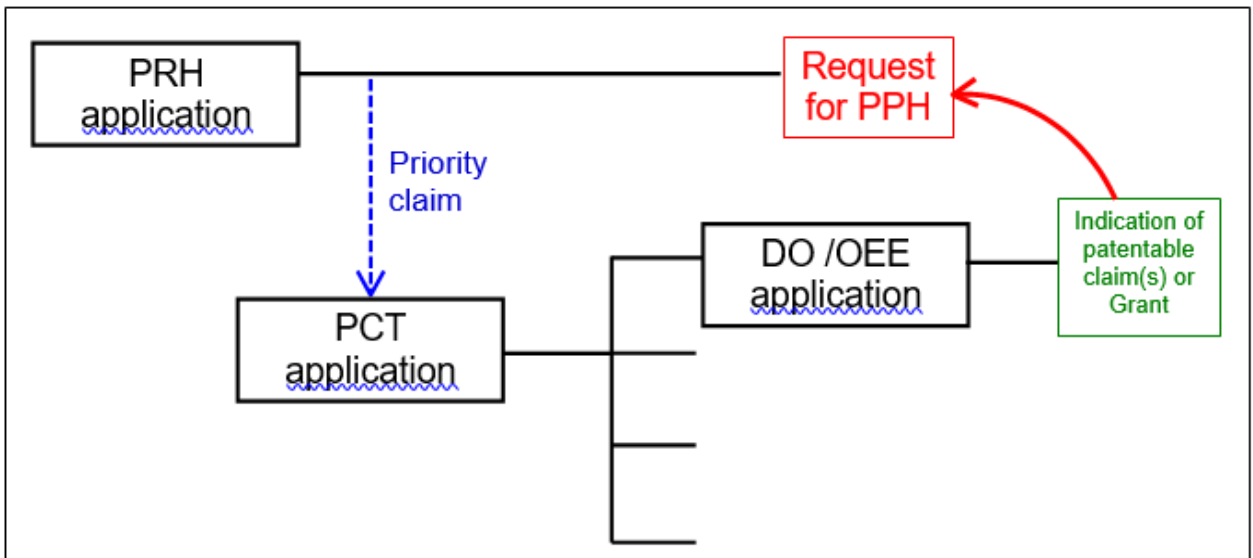 PRH
application
Request
for PPH
Priority
claim
Indication of
patentable
claim(s) or
Grant
DO /OEE
application
PCT
application